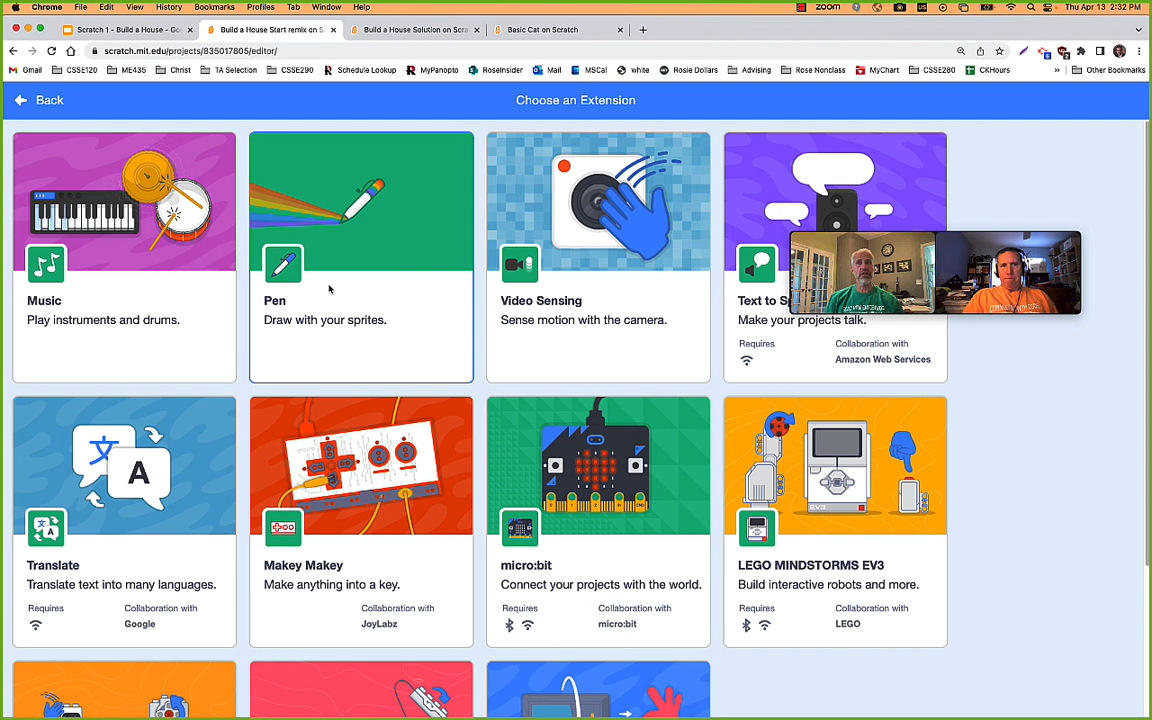 Chrome File Edit View History Bookmarks Profiles Tab Window Help zoom US Thu Apr 13 2:32 PM
Scratch 1 - Build a House - Go Build a House Start remix on S Build a House Solution on Scra Basic Cat on Scratch
scratch.mit.edu/projects/835017805/editor/
Gmail CSSE120 ME435 Christ TA Selection CSSE290 Schedule Lookup MyPanopto RoseInsider Mail MSCal white Rosie Dollars Advising Rose Nonclass MyChart CSSE280 CKHours » Other Bookmarks
Back Choose an Extension
Music
Play instruments and drums.
Pen
Draw with your sprites.
Video Sensing
Sense motion with the camera.
Text to Sp
Make your projects talk.
Requires Collaboration with
Amazon Web Services
文 A
Translate
Translate text into many languages.
Requires Collaboration with
Google
Makey Makey
Make anything into a key.
Collaboration with
JoyLabz
micro:bit
Connect your projects with the world.
Requires Collaboration with
micro:bit
EV3
LEGO MINDSTORMS EV3
Build interactive robots and more.
Requires Collaboration with
LEGO